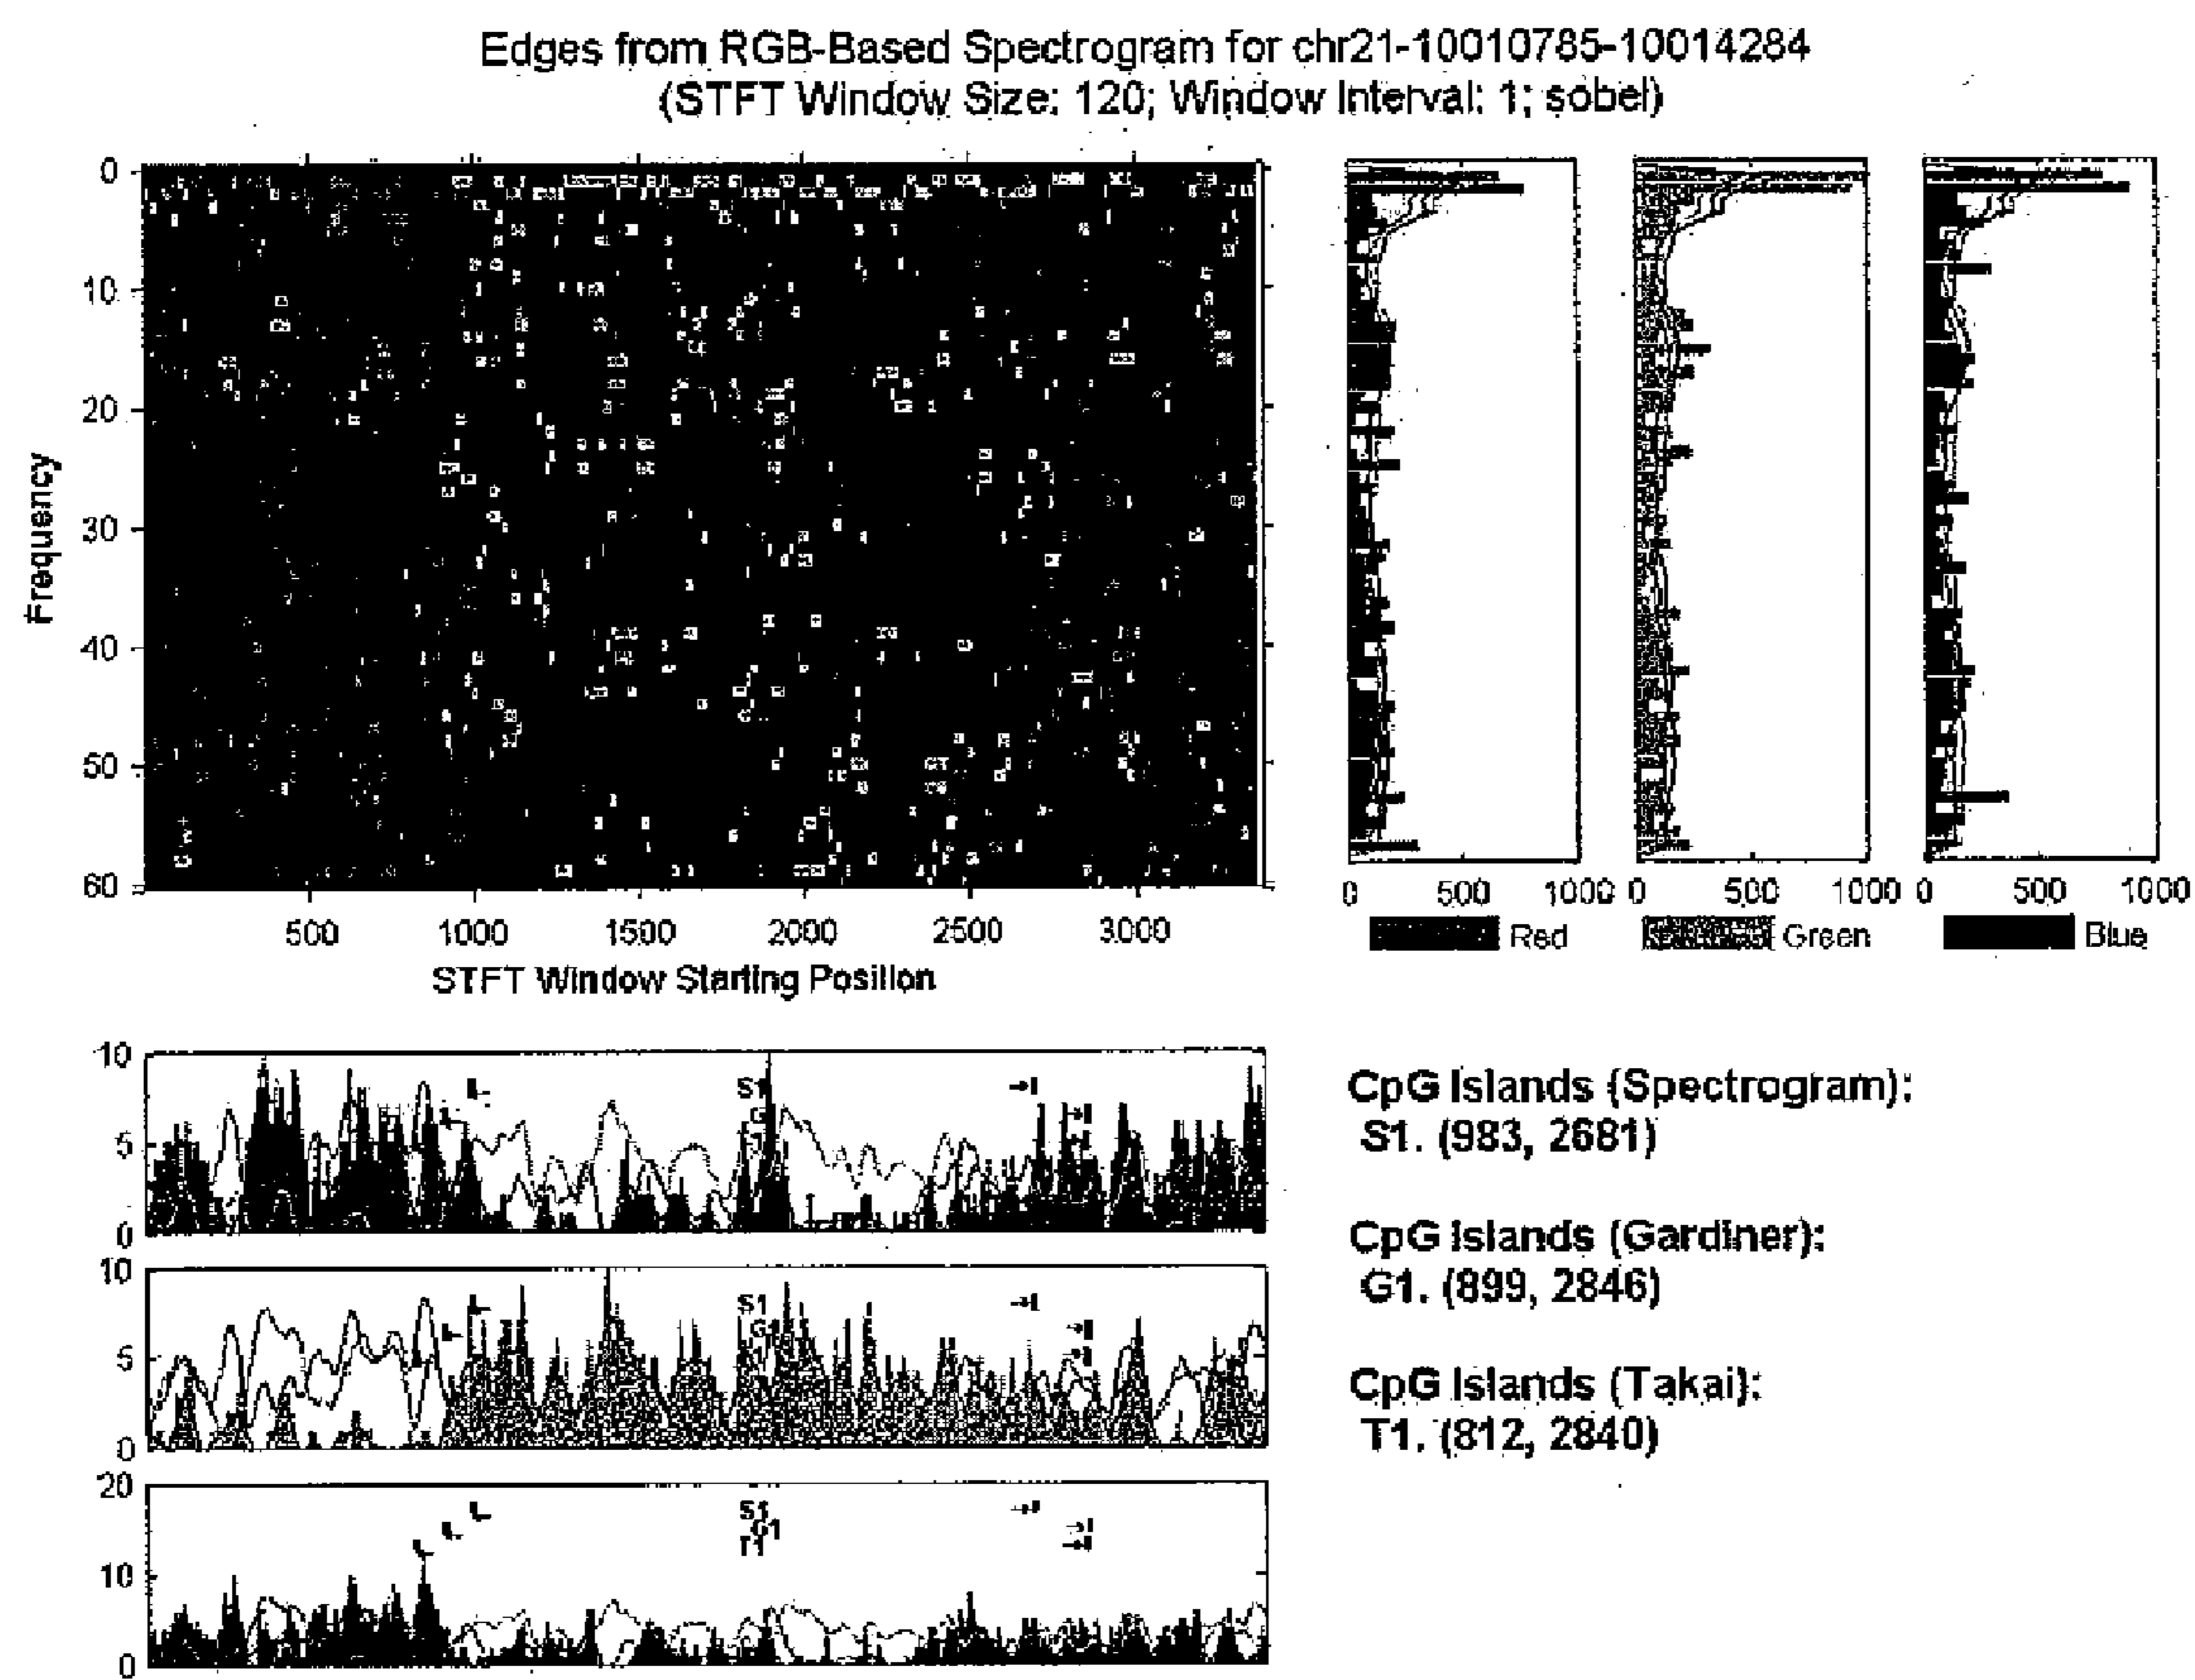 Edges from RGB-Based Spectrogram for chr21-10010785-10014284
(STFT Window Size: 120; Window Interval: 1; sobel)
0
10
20
30
40
50
60
Frequency
500 1000 1500 2000 2500 3000
STFT Window Starting Position
0 500 1000 0 500 1000 0 500 1000
Red Green Blue
10
5
0
S1
10
5
0
S1
G1
20
10
0
S1
G1
T1
CpG Islands (Spectrogram):
S1. (983, 2681)
CpG Islands (Gardiner):
G1. (899, 2846)
CpG Islands (Takai):
T1. (812, 2840)